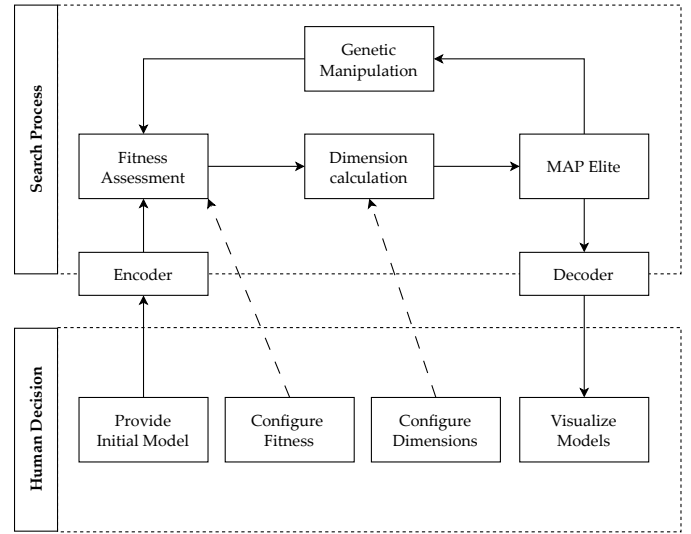 Search Process
Genetic
Manipulation
Fitness
Assessment
Dimension
calculation
MAP Elite
Encoder
Decoder
Human Decision
Provide
Initial Model
Configure
Fitness
Configure
Dimensions
Visualize
Models